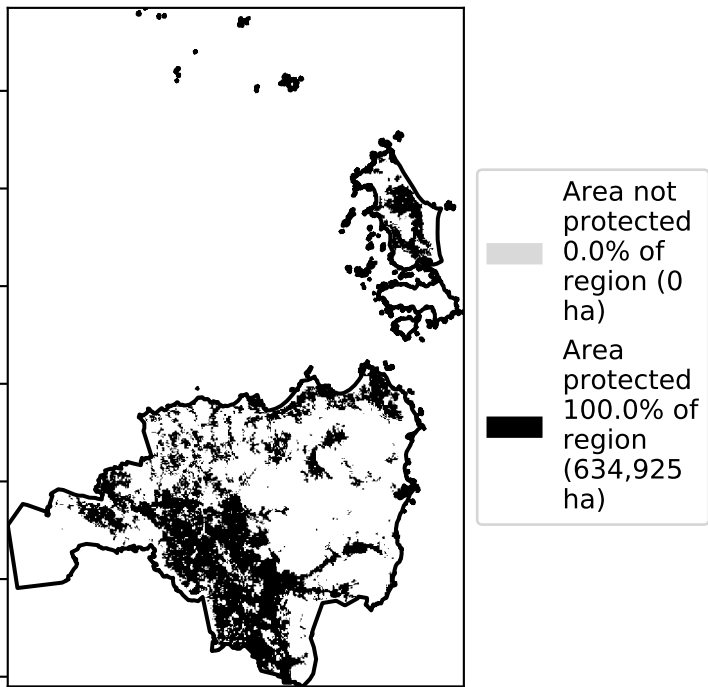 Area not
protected
0.0% of
region (0
ha)
Area
protected
100.0% of
region
(634,925
ha)